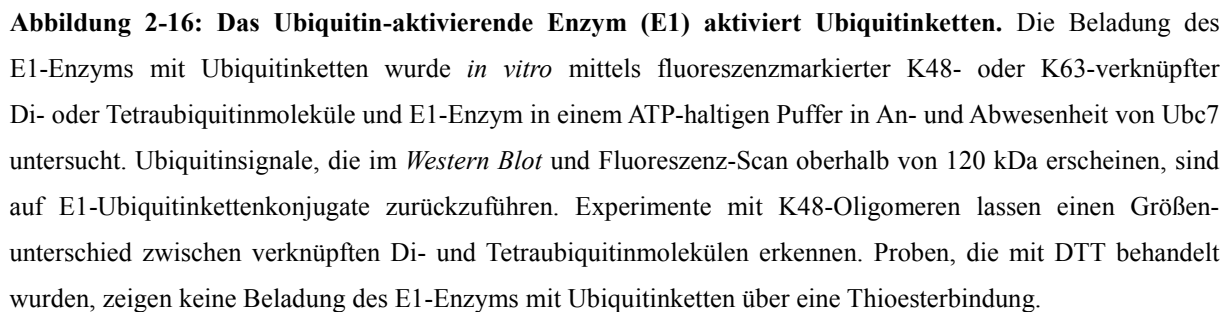 Abbildung 2-16: Das Ubiquitin-aktivierende Enzym (E1) aktiviert Ubiquitinketten. Die Beladung des
E1-Enzyms mit Ubiquitinketten wurde in vitro mittels fluoreszenzmarkierter K48- oder K63-verknüpfter
Di- oder Tetraubiquitinmoleküle und E1-Enzym in einem ATP-haltigen Puffer in An- und Abwesenheit von Ubc7
untersucht. Ubiquitinsignale, die im Western Blot und Fluoreszenz-Scan oberhalb von 120 kDa erscheinen, sind
auf E1-Ubiquitinkettenkonjugate zurückzuführen. Experimente mit K48-Oligomeren lassen einen Größen-
unterschied zwischen verknüpften Di- und Tetraubiquitinmolekülen erkennen. Proben, die mit DTT behandelt
wurden, zeigen keine Beladung des E1-Enzyms mit Ubiquitinketten über eine Thioesterbindung.